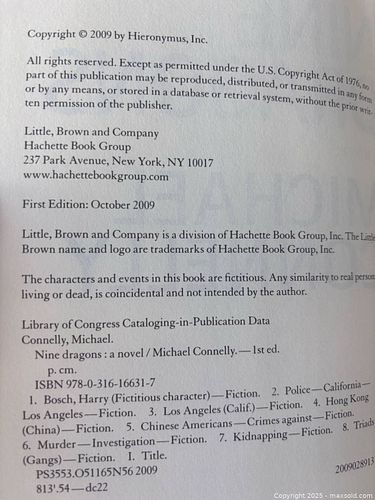 Copyright © 2009 by Hieronymus, Inc.
All rights reserved. Except as permitted under the U.S. Copyright Act of 1976, no
part of this publication may be reproduced, distributed, or transmitted in any form
or by any means, or stored in a database or retrieval system, without the prior writ-
ten permission of the publisher.
Little, Brown and Company
Hachette Book Group
237 Park Avenue, New York, NY 10017
www.hachettebookgroup.com
First Edition: October 2009
Little, Brown and Company is a division of Hachette Book Group, Inc. The Little
Brown name and logo are trademarks of Hachette Book Group, Inc.
The characters and events in this book are fictitious. Any similarity to real person
living or dead, is coincidental and not intended by the author.
Library of Congress Cataloging-in-Publication Data
Connelly, Michael.
Nine dragons : a novel / Michael Connelly.—1st ed.
p. cm.
ISBN 978-0-316-16631-7
1. Bosch, Harry (Fictitious character)—Fiction. 2. Police—California—
Los Angeles—Fiction. 3. Los Angeles (Calif.)—Fiction. 4. Hong Kong
(China)—Fiction. 5. Chinese Americans—Crimes against—Fiction.
6. Murder—Investigation—Fiction. 7. Kidnapping—Fiction. 8. Triads
(Gangs)—Fiction. I. Title.
PS3553.O51165N56 2009
813'.54—dc22
2009028913
Copyright 2025 - maxsold.com